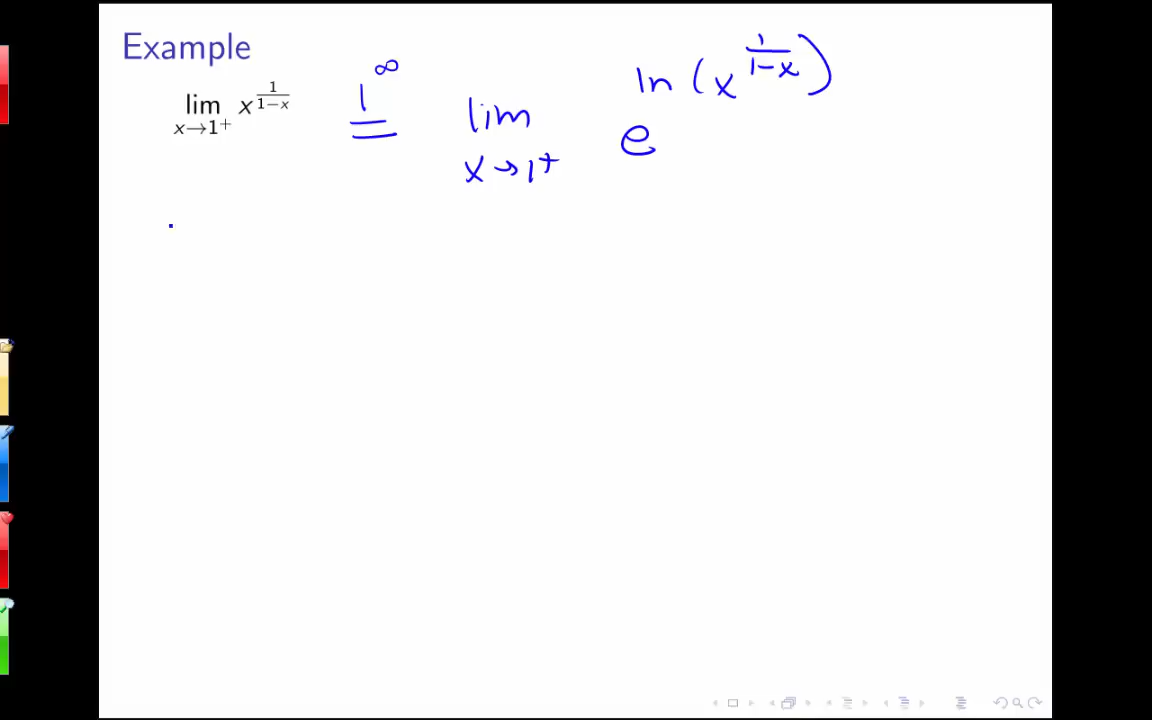 Example
lim x→1⁺ x^(1/(1−x)) 1^∞ = lim x→1⁺ e^(ln(x^(1/(1−x))))